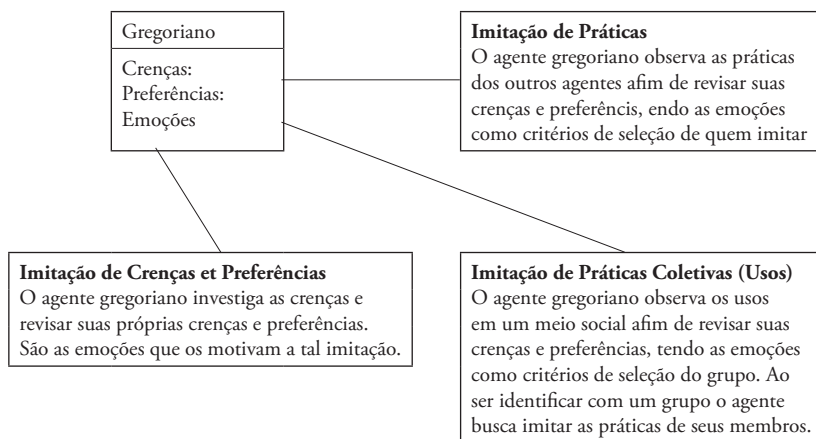 Gregoriano
Crenças:
Preferências:
Emoções
Imitação de Práticas
O agente gregoriano observa as práticas
dos outros agentes afim de revisar suas
crenças e preferêncis, endo as emoções
como critérios de seleção de quem imitar
Imitação de Crenças et Preferências
O agente gregoriano investiga as crenças e
revisar suas próprias crenças e preferências.
São as emoções que os motivam a tal imitação.
Imitação de Práticas Coletivas (Usos)
O agente gregoriano observa os usos
em um meio social afim de revisar suas
crenças e preferências, tendo as emoções
como critérios de seleção do grupo. Ao
ser identificar com um grupo o agente
busca imitar as práticas de seus membros.